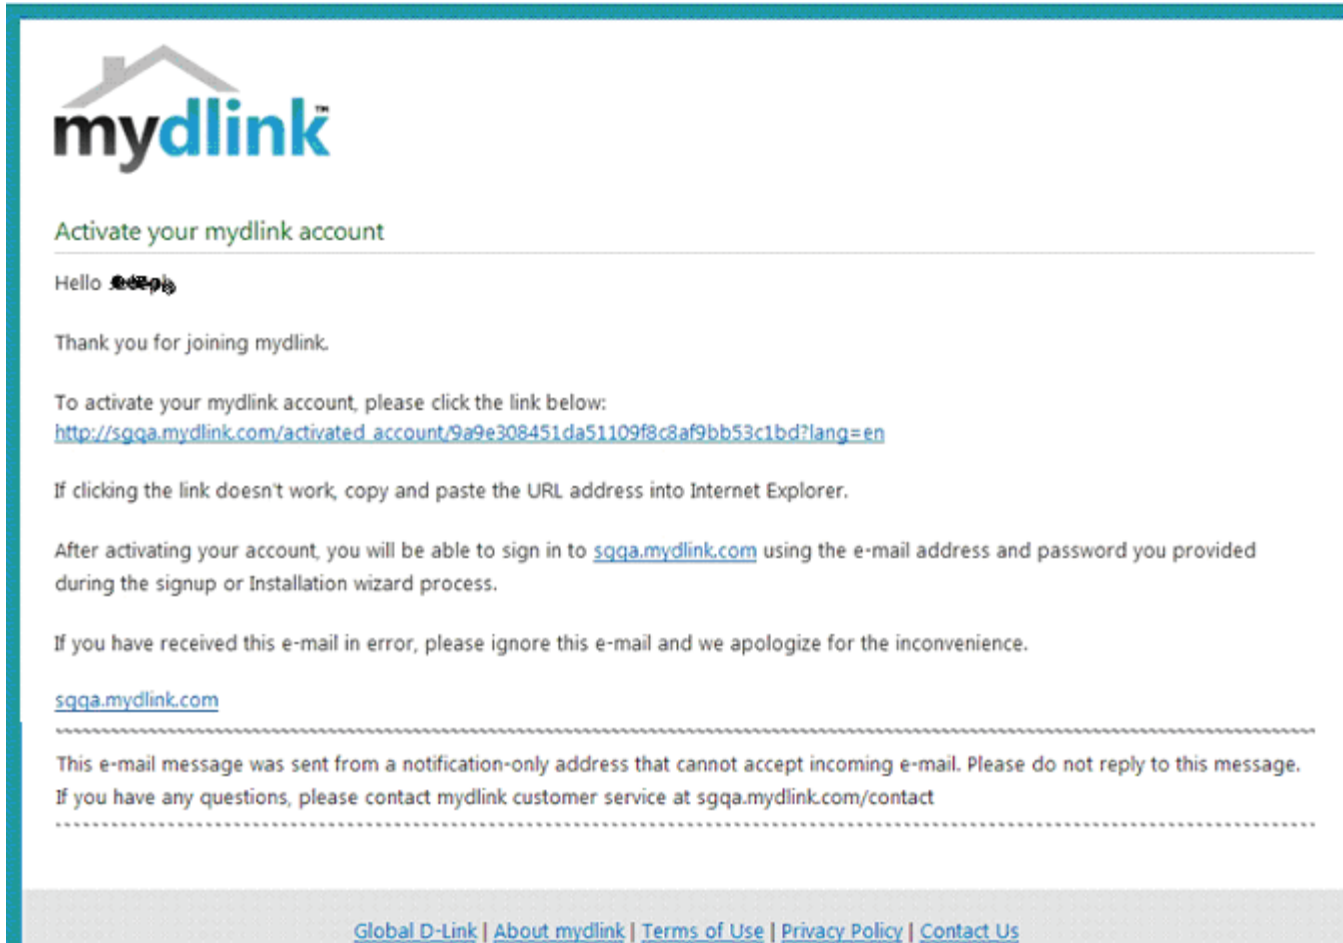 mydlink™
Activate your mydlink account
Hello
Thank you for joining mydlink.
To activate your mydlink account, please click the link below:
http://sgqa.mydlink.com/activated_account/9a9e308451da51109f8c8af9bb53c1bd?lang=en
If clicking the link doesn't work, copy and paste the URL address into Internet Explorer.
After activating your account, you will be able to sign in to sgqa.mydlink.com using the e-mail address and password you provided
during the signup or Installation wizard process.
If you have received this e-mail in error, please ignore this e-mail and we apologize for the inconvenience.
sgqa.mydlink.com
This e-mail message was sent from a notification-only address that cannot accept incoming e-mail. Please do not reply to this message.
If you have any questions, please contact mydlink customer service at sgqa.mydlink.com/contact
Global D-Link | About mydlink | Terms of Use | Privacy Policy | Contact Us